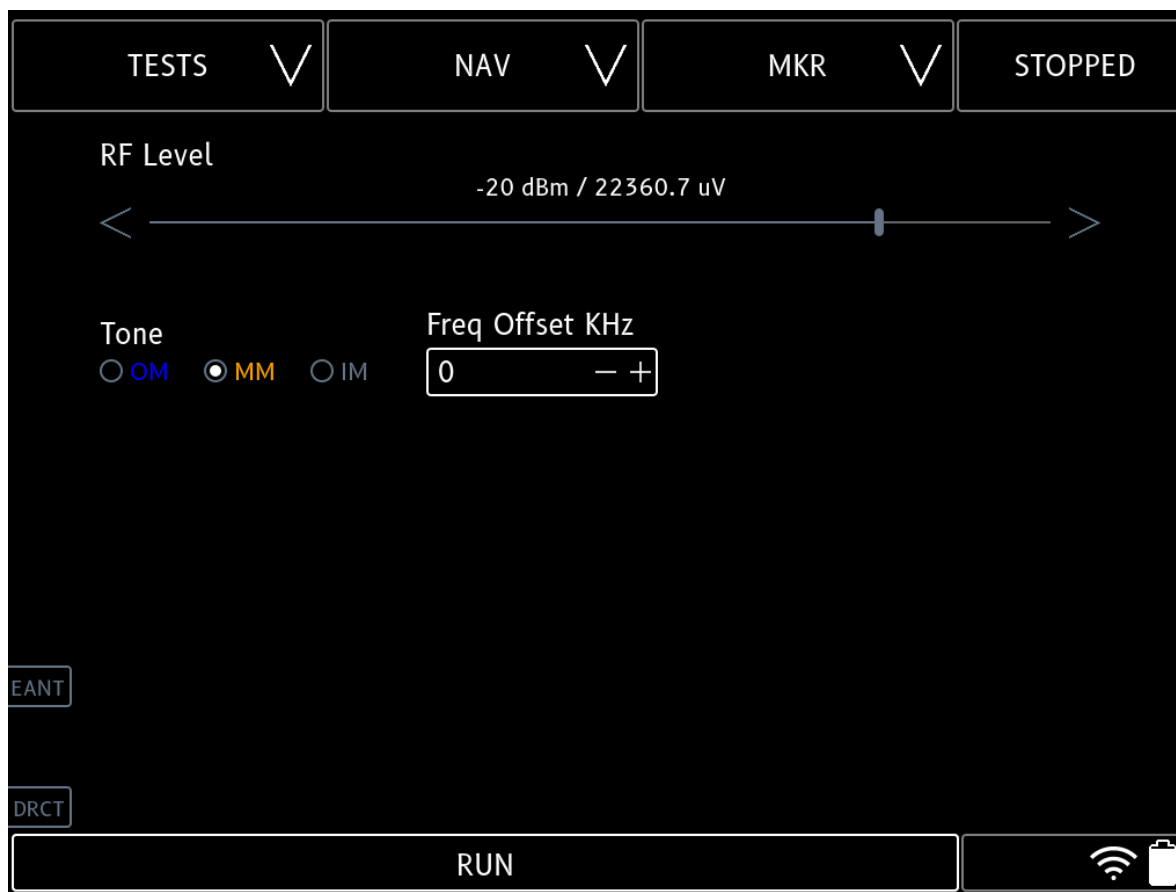 TESTS NAV MKR STOPPED
RF Level
-20 dBm / 22360.7 uV
Tone
Freq Offset KHz
OM MM IM
0
EANT
DRCT
RUN